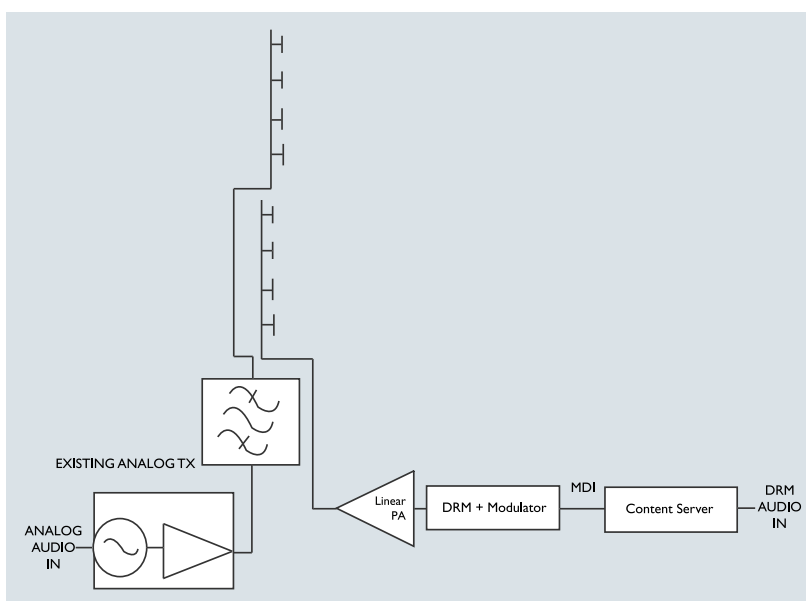 EXISTING ANALOG TX
ANALOG
AUDIO
IN
Linear
PA
DRM + Modulator
MDI
Content Server
DRM
AUDIO
IN